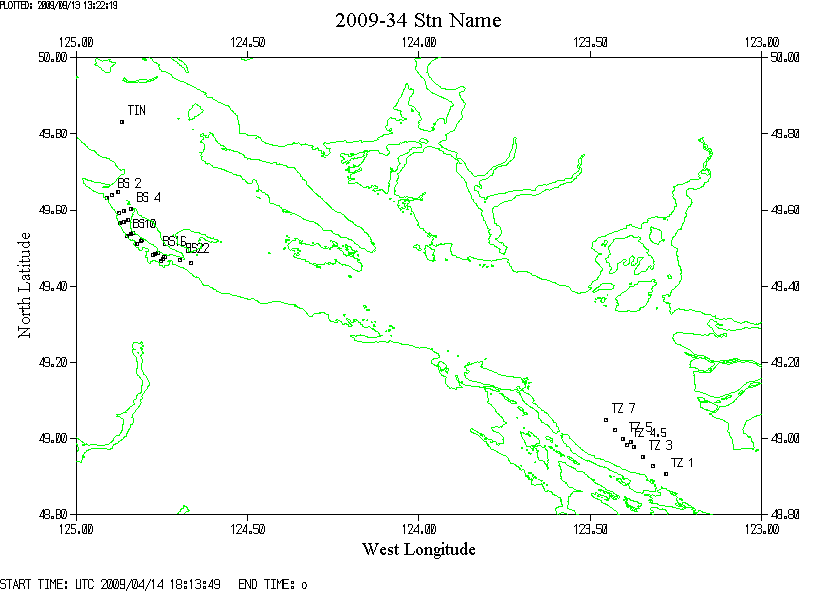 PLOTTED: 2009/09/13 13:22:19
2009-34 Stn Name
125.00 124.50 124.00 123.50 123.00
50.00 50.00
TIN
49.80 49.80
BS 2
BS 4
49.60 49.60
BS10
BS16
BS22
49.40 49.40
North Latitude
49.20 49.20
TZ 7
TZ 5
TZ 4.5
49.00 49.00
TZ 3
TZ 1
48.80 48.80
125.00 124.50 124.00 123.50 123.00
West Longitude
START TIME: UTC 2009/04/14 18:13:49 END TIME: 0